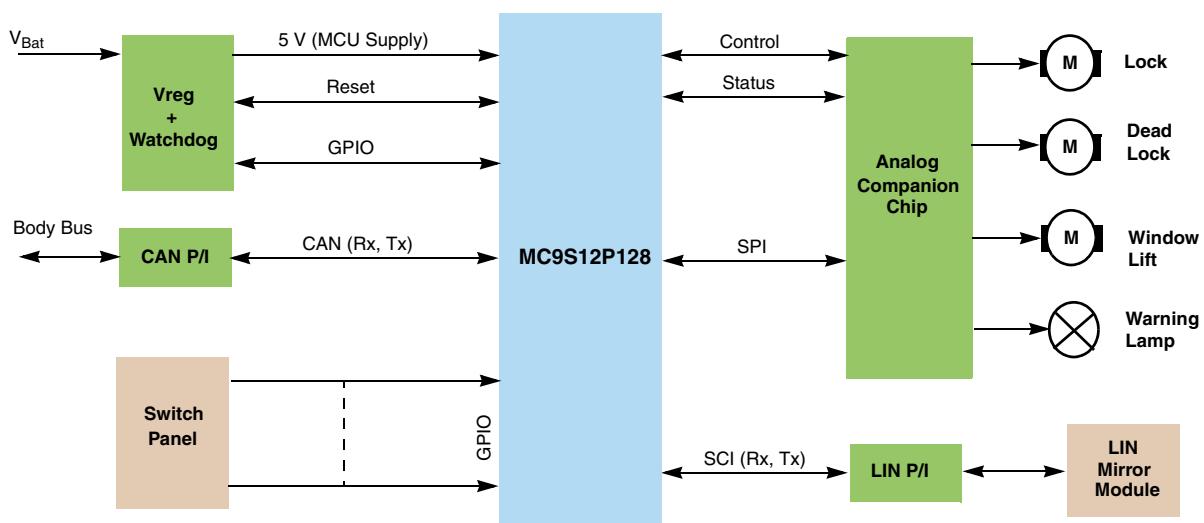 VBat
5 V (MCU Supply)
Vreg
+
Watchdog
Reset
GPIO
Body Bus
CAN P/I
CAN (Rx, Tx)
Switch
Panel
GPIO
MC9S12P128
Control
Status
SPI
Analog
Companion
Chip
M
Lock
M
Dead
Lock
M
Window
Lift
Warning
Lamp
SCI (Rx, Tx)
LIN P/I
LIN
Mirror
Module